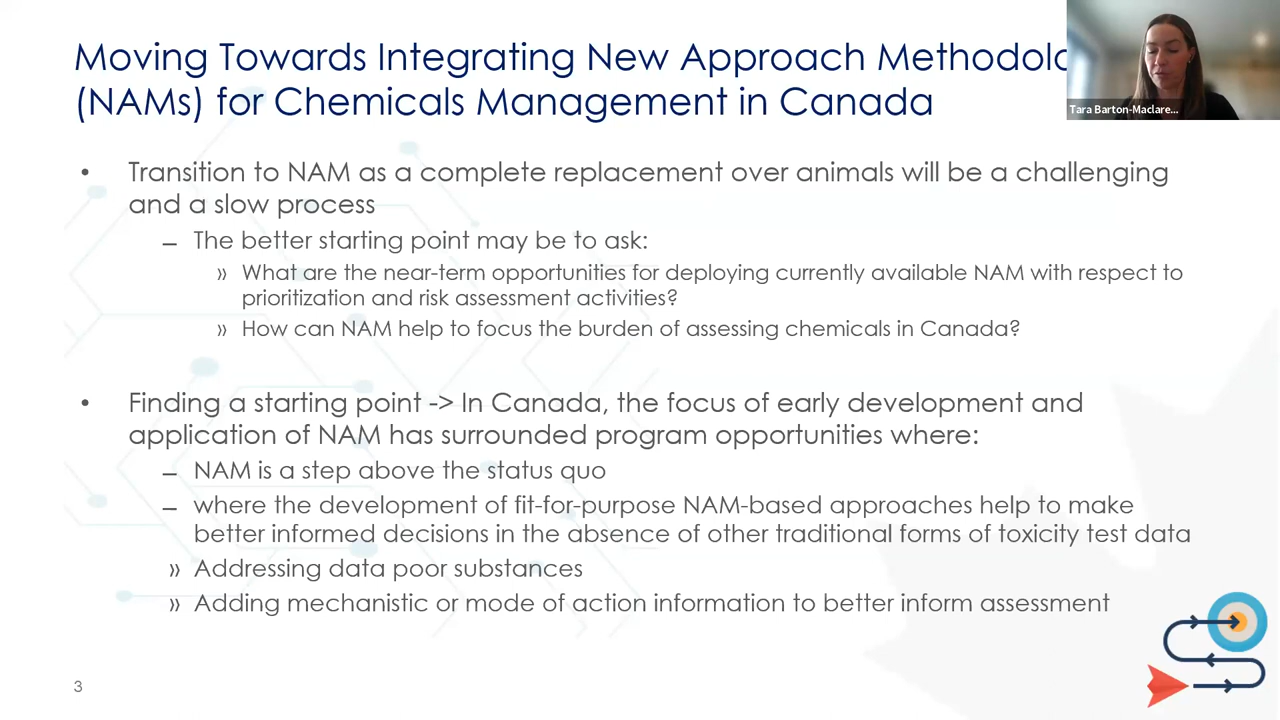 Moving Towards Integrating New Approach Methodolo
(NAMs) for Chemicals Management in Canada
Tara Barton-Maclare...
• Transition to NAM as a complete replacement over animals will be a challenging
and a slow process
– The better starting point may be to ask:
» What are the near-term opportunities for deploying currently available NAM with respect to
prioritization and risk assessment activities?
» How can NAM help to focus the burden of assessing chemicals in Canada?
• Finding a starting point -> In Canada, the focus of early development and
application of NAM has surrounded program opportunities where:
– NAM is a step above the status quo
– where the development of fit-for-purpose NAM-based approaches help to make
better informed decisions in the absence of other traditional forms of toxicity test data
» Addressing data poor substances
» Adding mechanistic or mode of action information to better inform assessment
3